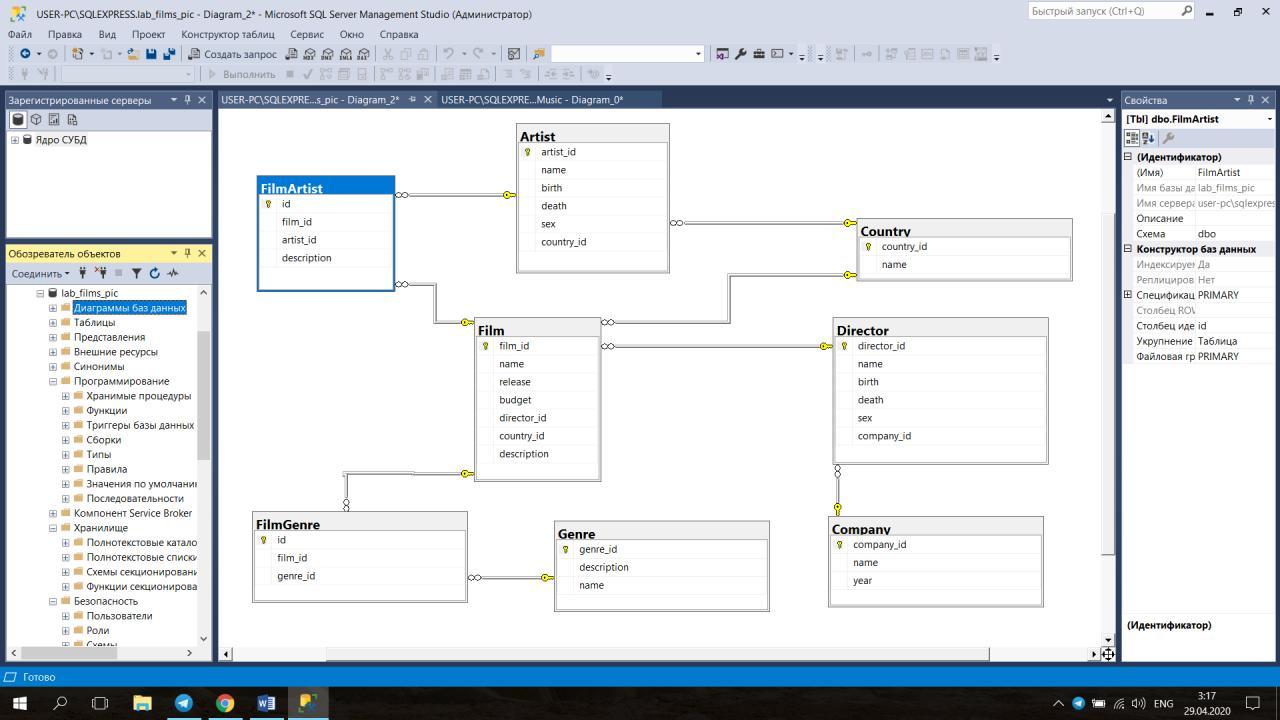 USER-PC\SQLEXPRESS.lab_films_pic - Diagram_2* - Microsoft SQL Server Management Studio (Администратор)
Быстрый запуск (Ctrl+Q)
Файл Правка Вид Проект Конструктор таблиц Сервис Окно Справка
Создать запрос
Выполнить
Зарегистрированные серверы
Ядро СУБД
Обозреватель объектов
Соединить
lab_films_pic
Диаграммы баз данных
Таблицы
Представления
Внешние ресурсы
Синонимы
Программирование
Хранимые процедуры
Функции
Триггеры базы данных
Сборки
Типы
Правила
Значения по умолчани
Последовательности
Компонент Service Broker
Хранилище
Полнотекстовые катало
Полнотекстовые списки
Схемы секционировани
Функции секционирова
Безопасность
Пользователи
Роли
Схемы
USER-PC\SQLEXPRE...s_pic - Diagram_2*
USER-PC\SQLEXPRE...Music - Diagram_0*
FilmArtist
id
film_id
artist_id
description
Artist
artist_id
name
birth
death
sex
country_id
Country
country_id
name
Film
film_id
name
release
budget
director_id
country_id
description
Director
director_id
name
birth
death
sex
company_id
FilmGenre
id
film_id
genre_id
Genre
genre_id
description
name
Company
company_id
name
year
Свойства
[Tbl] dbo.FilmArtist
(Идентификатор)
(Имя) FilmArtist
Имя базы да lab_films_pic
Имя сервера user-pc\sqlexpres
Описание
Схема dbo
Конструктор баз данных
Индексируем Да
Реплициров Нет
Спецификац PRIMARY
Столбец ROV
Столбец иде id
Укрупнение Таблица
Файловая гр PRIMARY
(Идентификатор)
Готово
ENG
3:17
29.04.2020